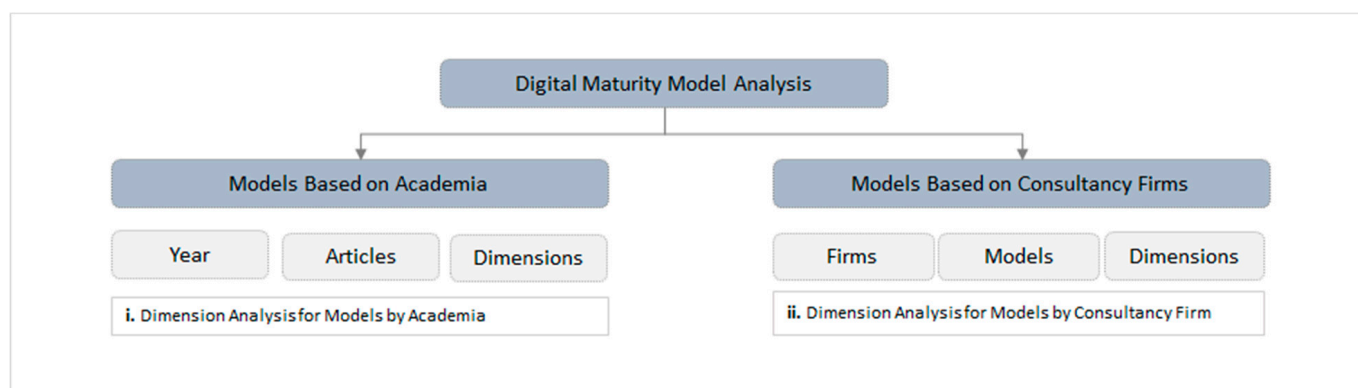 Digital Maturity Model Analysis
Models Based on Academia
Models Based on Consultancy Firms
Year
Articles
Dimensions
Firms
Models
Dimensions
i. Dimension Analysis for Models by Academia
ii. Dimension Analysis for Models by Consultancy Firm